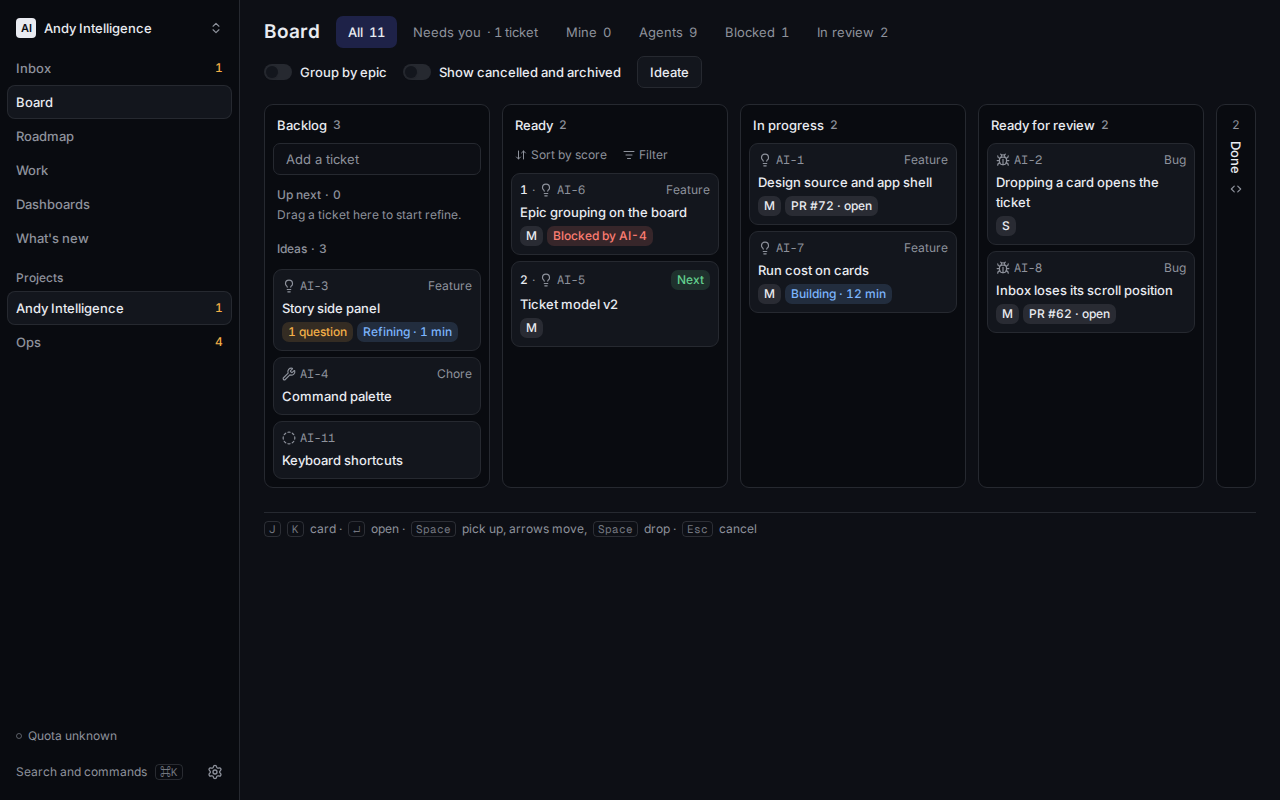 AI Andy Intelligence
Inbox 1
Board
Roadmap
Work
Dashboards
What's new
Projects
Andy Intelligence 1
Ops 4
Quota unknown
Search and commands ⌘K
Board All 11 Needs you · 1 ticket Mine 0 Agents 9 Blocked 1 In review 2
Group by epic Show cancelled and archived Ideate
Backlog 3
Add a ticket
Up next · 0
Drag a ticket here to start refine.
Ideas · 3
AI-3 Feature
Story side panel
1 question Refining · 1 min
AI-4 Chore
Command palette
AI-11
Keyboard shortcuts
Ready 2
Sort by score Filter
1 · AI-6 Feature
Epic grouping on the board
M Blocked by AI-4
2 · AI-5 Next
Ticket model v2
M
In progress 2
AI-1 Feature
Design source and app shell
M PR #72 · open
AI-7 Feature
Run cost on cards
M Building · 12 min
Ready for review 2
AI-2 Bug
Dropping a card opens the
ticket
S
AI-8 Bug
Inbox loses its scroll position
M PR #62 · open
2
Done
J K card · ↵ open · Space pick up, arrows move, Space drop · Esc cancel